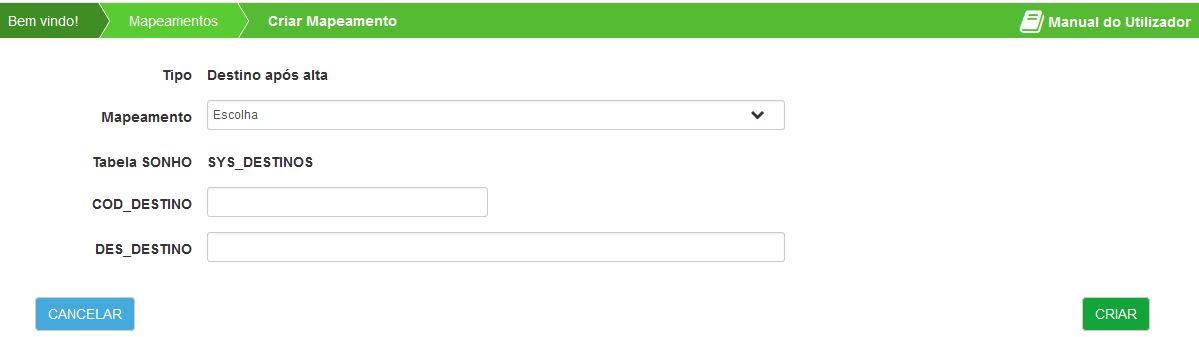 Bem vindo! Mapeamentos Criar Mapeamento Manual do Utilizador
Tipo Destino após alta
Mapeamento Escolha
Tabela SONHO SYS_DESTINOS
COD_DESTINO
DES_DESTINO
CANCELAR CRIAR